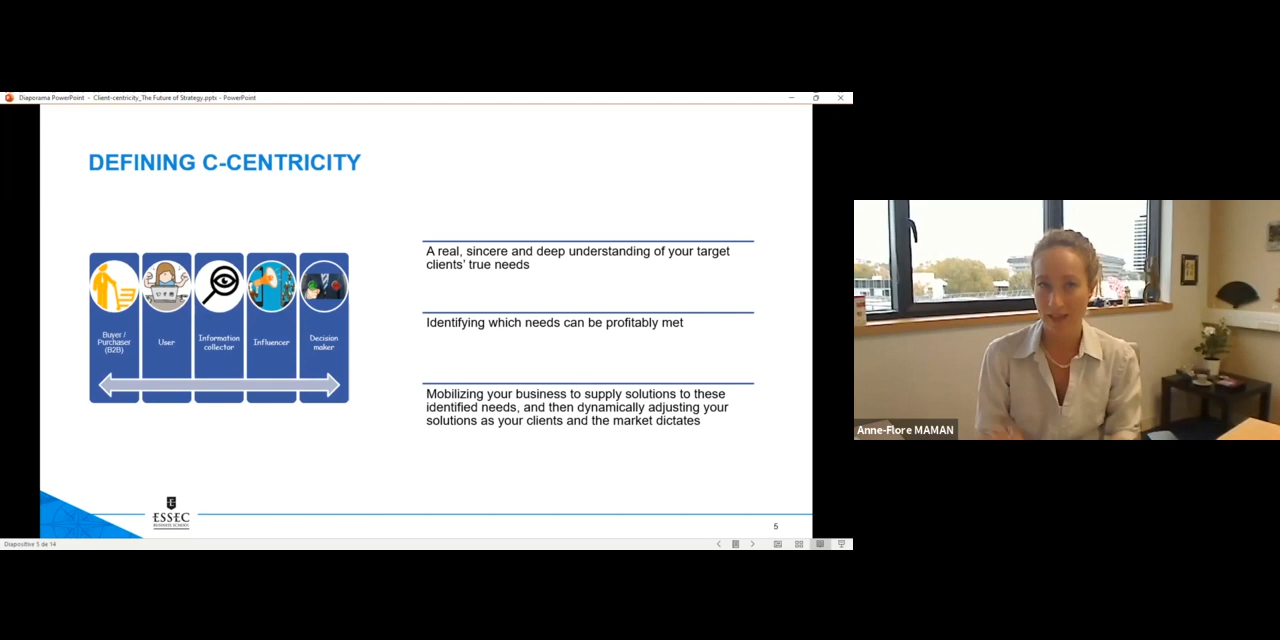 Diaporama PowerPoint - Client-centricity_The Future of Strategy.pptx - PowerPoint
DEFINING C-CENTRICITY
Buyer /
Purchaser
(B2B)
User
Information
collector
Influencer
Decision
maker
A real, sincere and deep understanding of your target
clients’ true needs
Identifying which needs can be profitably met
Mobilizing your business to supply solutions to these
identified needs, and then dynamically adjusting your
solutions as your clients and the market dictates
ESSEC
BUSINESS SCHOOL
5
Diapositive 5 de 14
Anne-Flore MAMAN